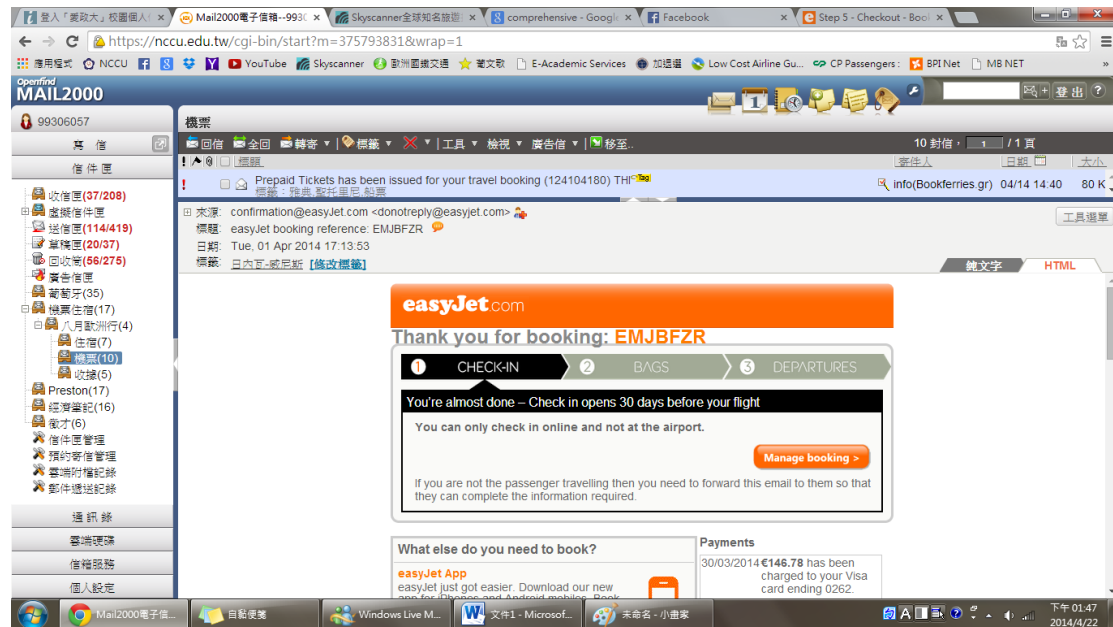 登入「愛政大」校園個人(
Mail2000電子信箱--993(
Skyscanner全球知名旅遊
comprehensive - Google
Facebook
Step 5 - Checkout - Bool
https://nccu.edu.tw/cgi-bin/start?m=375793831&wrap=1
應用程式
NCCU
YouTube
Skyscanner
歐洲國鐵交通
葡文歌
E-Academic Services
加退選
Low Cost Airline Gu...
CP Passengers :
BPI Net
MB NET
»
Openfind
MAIL2000
登出
99306057
機票
寫 信
回信
全回
轉寄
標籤
工具
檢視
廣告信
移至..
10 封信，
1
/ 1 頁
信件匣
標題
寄件人
日期
大小
收信匣(37/208)
虛擬信件匣
送信匣(114/419)
草稿匣(20/37)
回收筒(56/275)
廣告信匣
葡萄牙(35)
機票住宿(17)
八月歐洲行(4)
住宿(7)
機票(10)
收據(5)
Preston(17)
經濟筆記(16)
徵才(6)
信件匣管理
預約寄信管理
雲端附檔記錄
郵件遞送記錄
通 訊 錄
雲端硬碟
信箱服務
個人設定
Prepaid Tickets has been issued for your travel booking (124104180) THI
Tag
標籤：雅典,聖托里尼,船票
info(Bookferries.gr)
04/14 14:40
80 K
來源: confirmation@easyJet.com <donotreply@easyjet.com>
標題: easyJet booking reference: EMJBFZR
日期: Tue, 01 Apr 2014 17:13:53
標籤: 日內瓦-威尼斯 [修改標籤]
工具選單
純文字
HTML
easyJet.com
Thank you for booking: EMJBFZR
1 CHECK-IN
2 BAGS
3 DEPARTURES
You're almost done – Check in opens 30 days before your flight
You can only check in online and not at the airport.
Manage booking >
If you are not the passenger travelling then you need to forward this email to them so that
they can complete the information required.
What else do you need to book?
easyJet App
easyJet just got easier. Download our new
app for iPhones and Android mobiles. Book
Payments
30/03/2014 €146.78 has been
charged to your Visa
card ending 0262.
Mail2000電子信...
自黏便箋
Windows Live M...
文件1 - Microsof...
未命名 - 小畫家
A
下午 01:47
2014/4/22